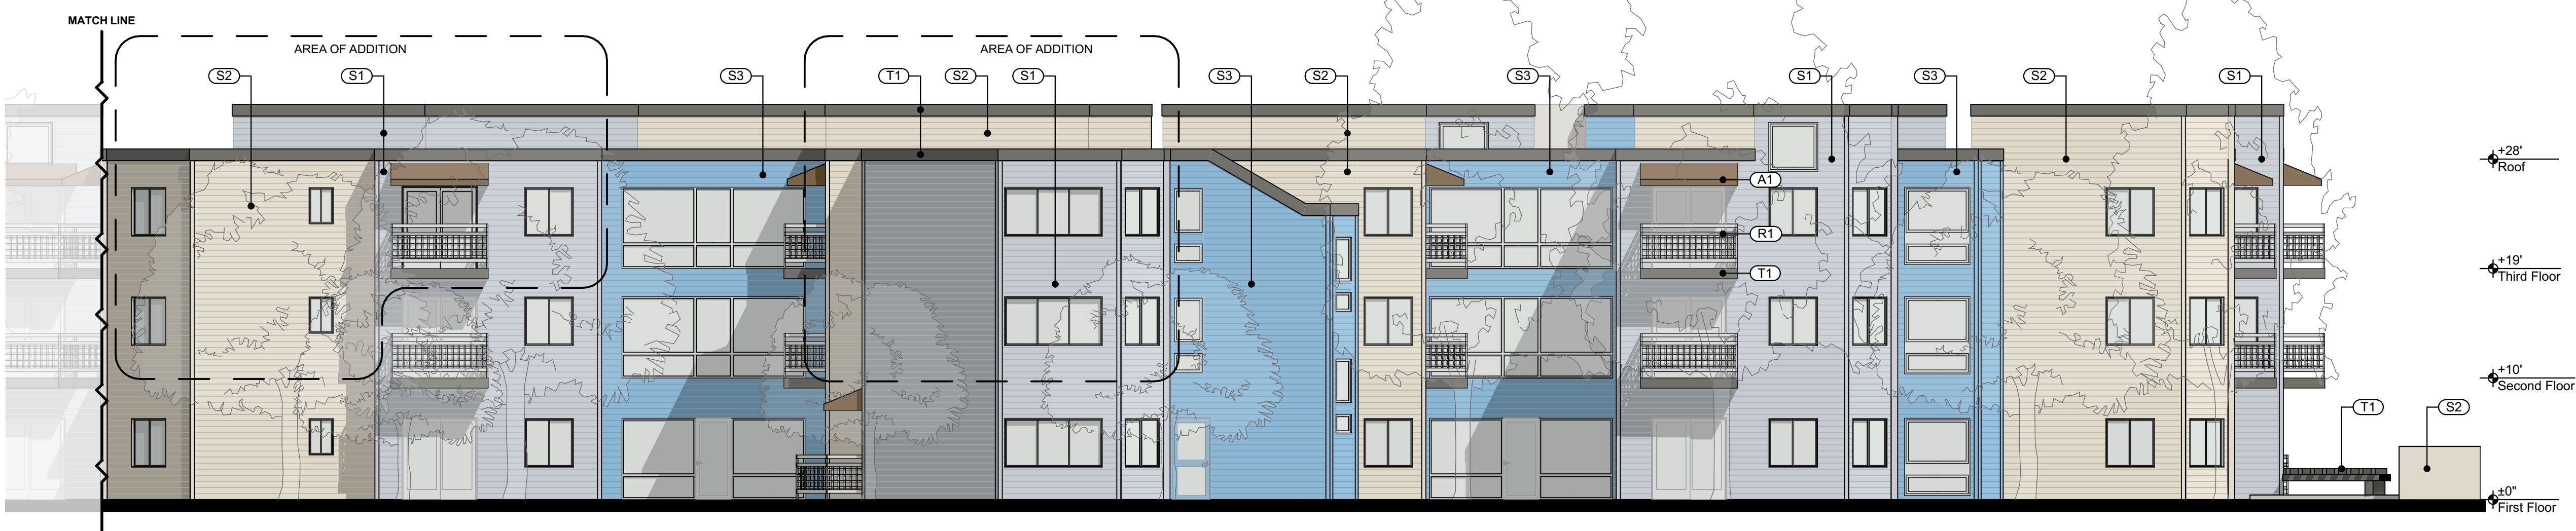 MATCH LINE
AREA OF ADDITION
AREA OF ADDITION
S2
S1
S3
T1
S2
S1
S3
S2
S3
S1
S3
S2
S1
+28'
Roof
A1
R1
+19'
Third Floor
T1
+10'
Second Floor
T1
S2
±0"
First Floor